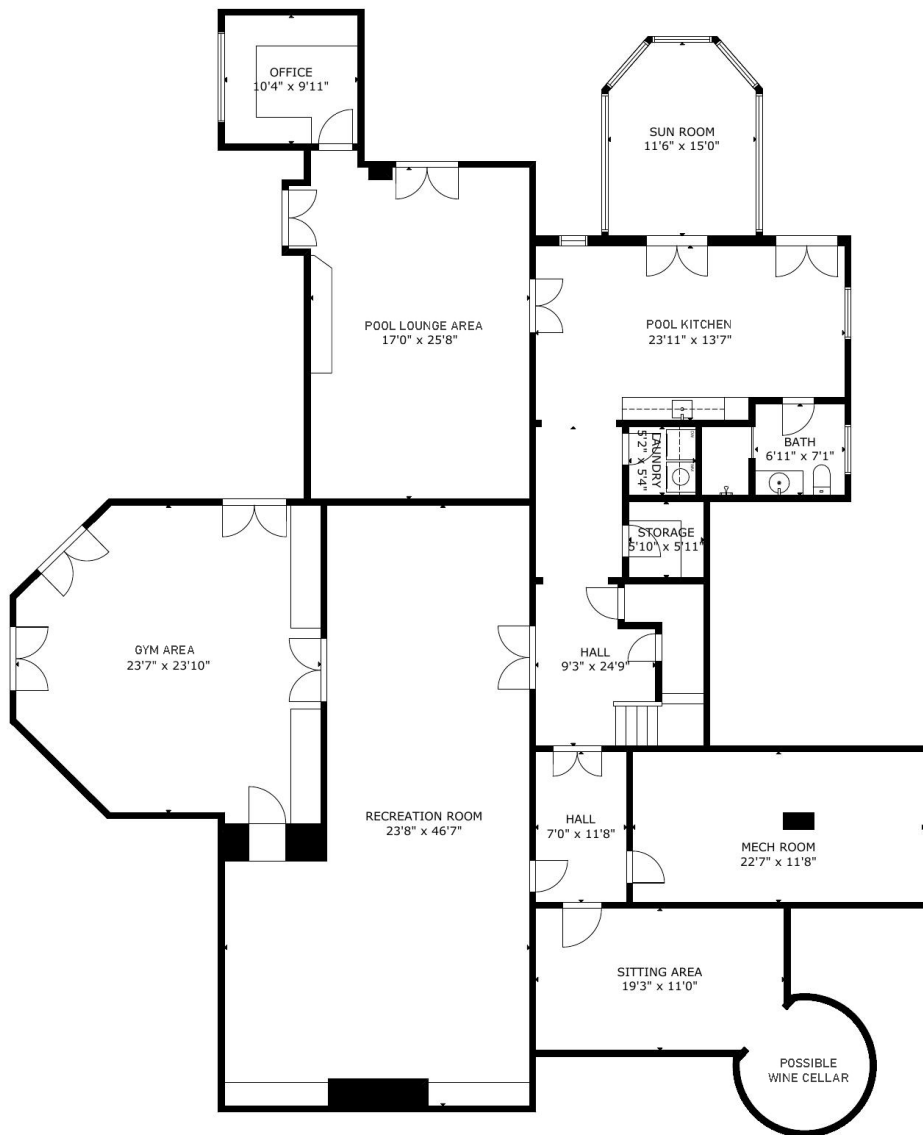 OFFICE
10'4" x 9'11"
SUN ROOM
11'6" x 15'0"
POOL LOUNGE AREA
17'0" x 25'8"
POOL KITCHEN
23'11" x 13'7"
LAUNDRY
5'2" x 5'4"
BATH
6'11" x 7'1"
STORAGE
5'10" x 5'11"
GYM AREA
23'7" x 23'10"
HALL
9'3" x 24'9"
RECREATION ROOM
23'8" x 46'7"
HALL
7'0" x 11'8"
MECH ROOM
22'7" x 11'8"
SITTING AREA
19'3" x 11'0"
POSSIBLE
WINE CELLAR